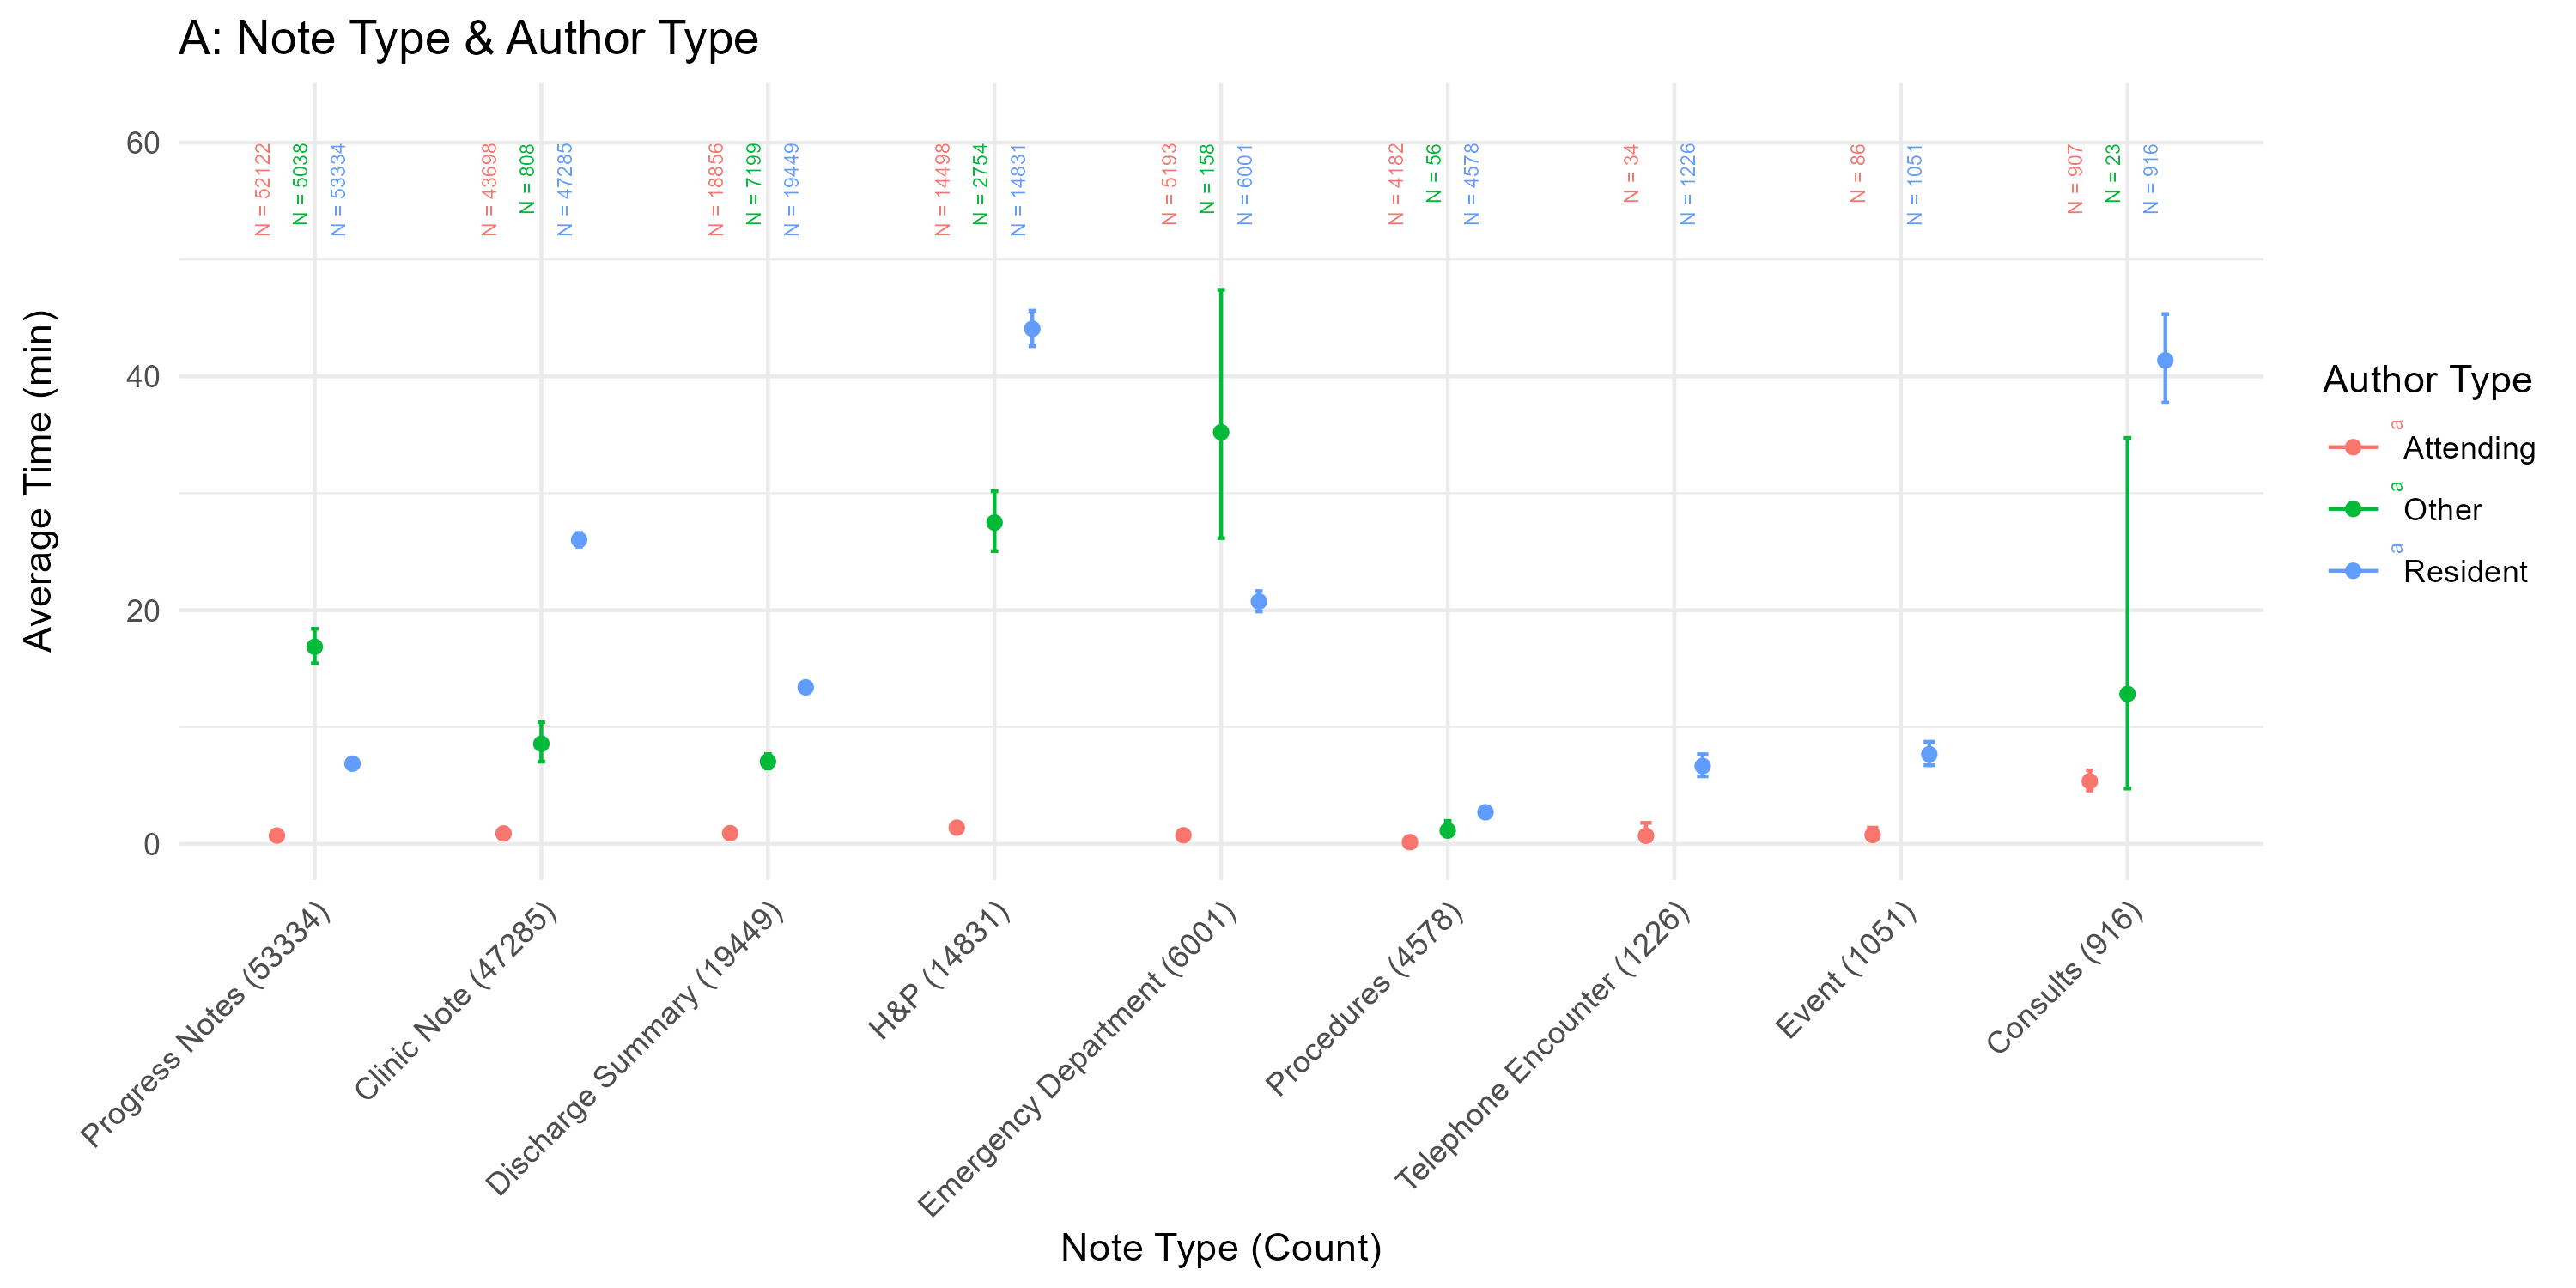 A: Note Type & Author Type
Average Time (min)
60
40
20
0
N = 52122
N = 5038
N = 53334
N = 43698
N = 808
N = 47285
N = 18856
N = 7199
N = 19449
N = 14498
N = 2754
N = 14831
N = 5193
N = 158
N = 6001
N = 4182
N = 56
N = 4578
N = 34
N = 1226
N = 86
N = 1051
N = 907
N = 23
N = 916
Progress Notes (53334)
Clinic Note (47285)
Discharge Summary (19449)
H&P (14831)
Emergency Department (6001)
Procedures (4578)
Telephone Encounter (1226)
Event (1051)
Consults (916)
Note Type (Count)
Author Type
a
Attending
a
Other
a
Resident